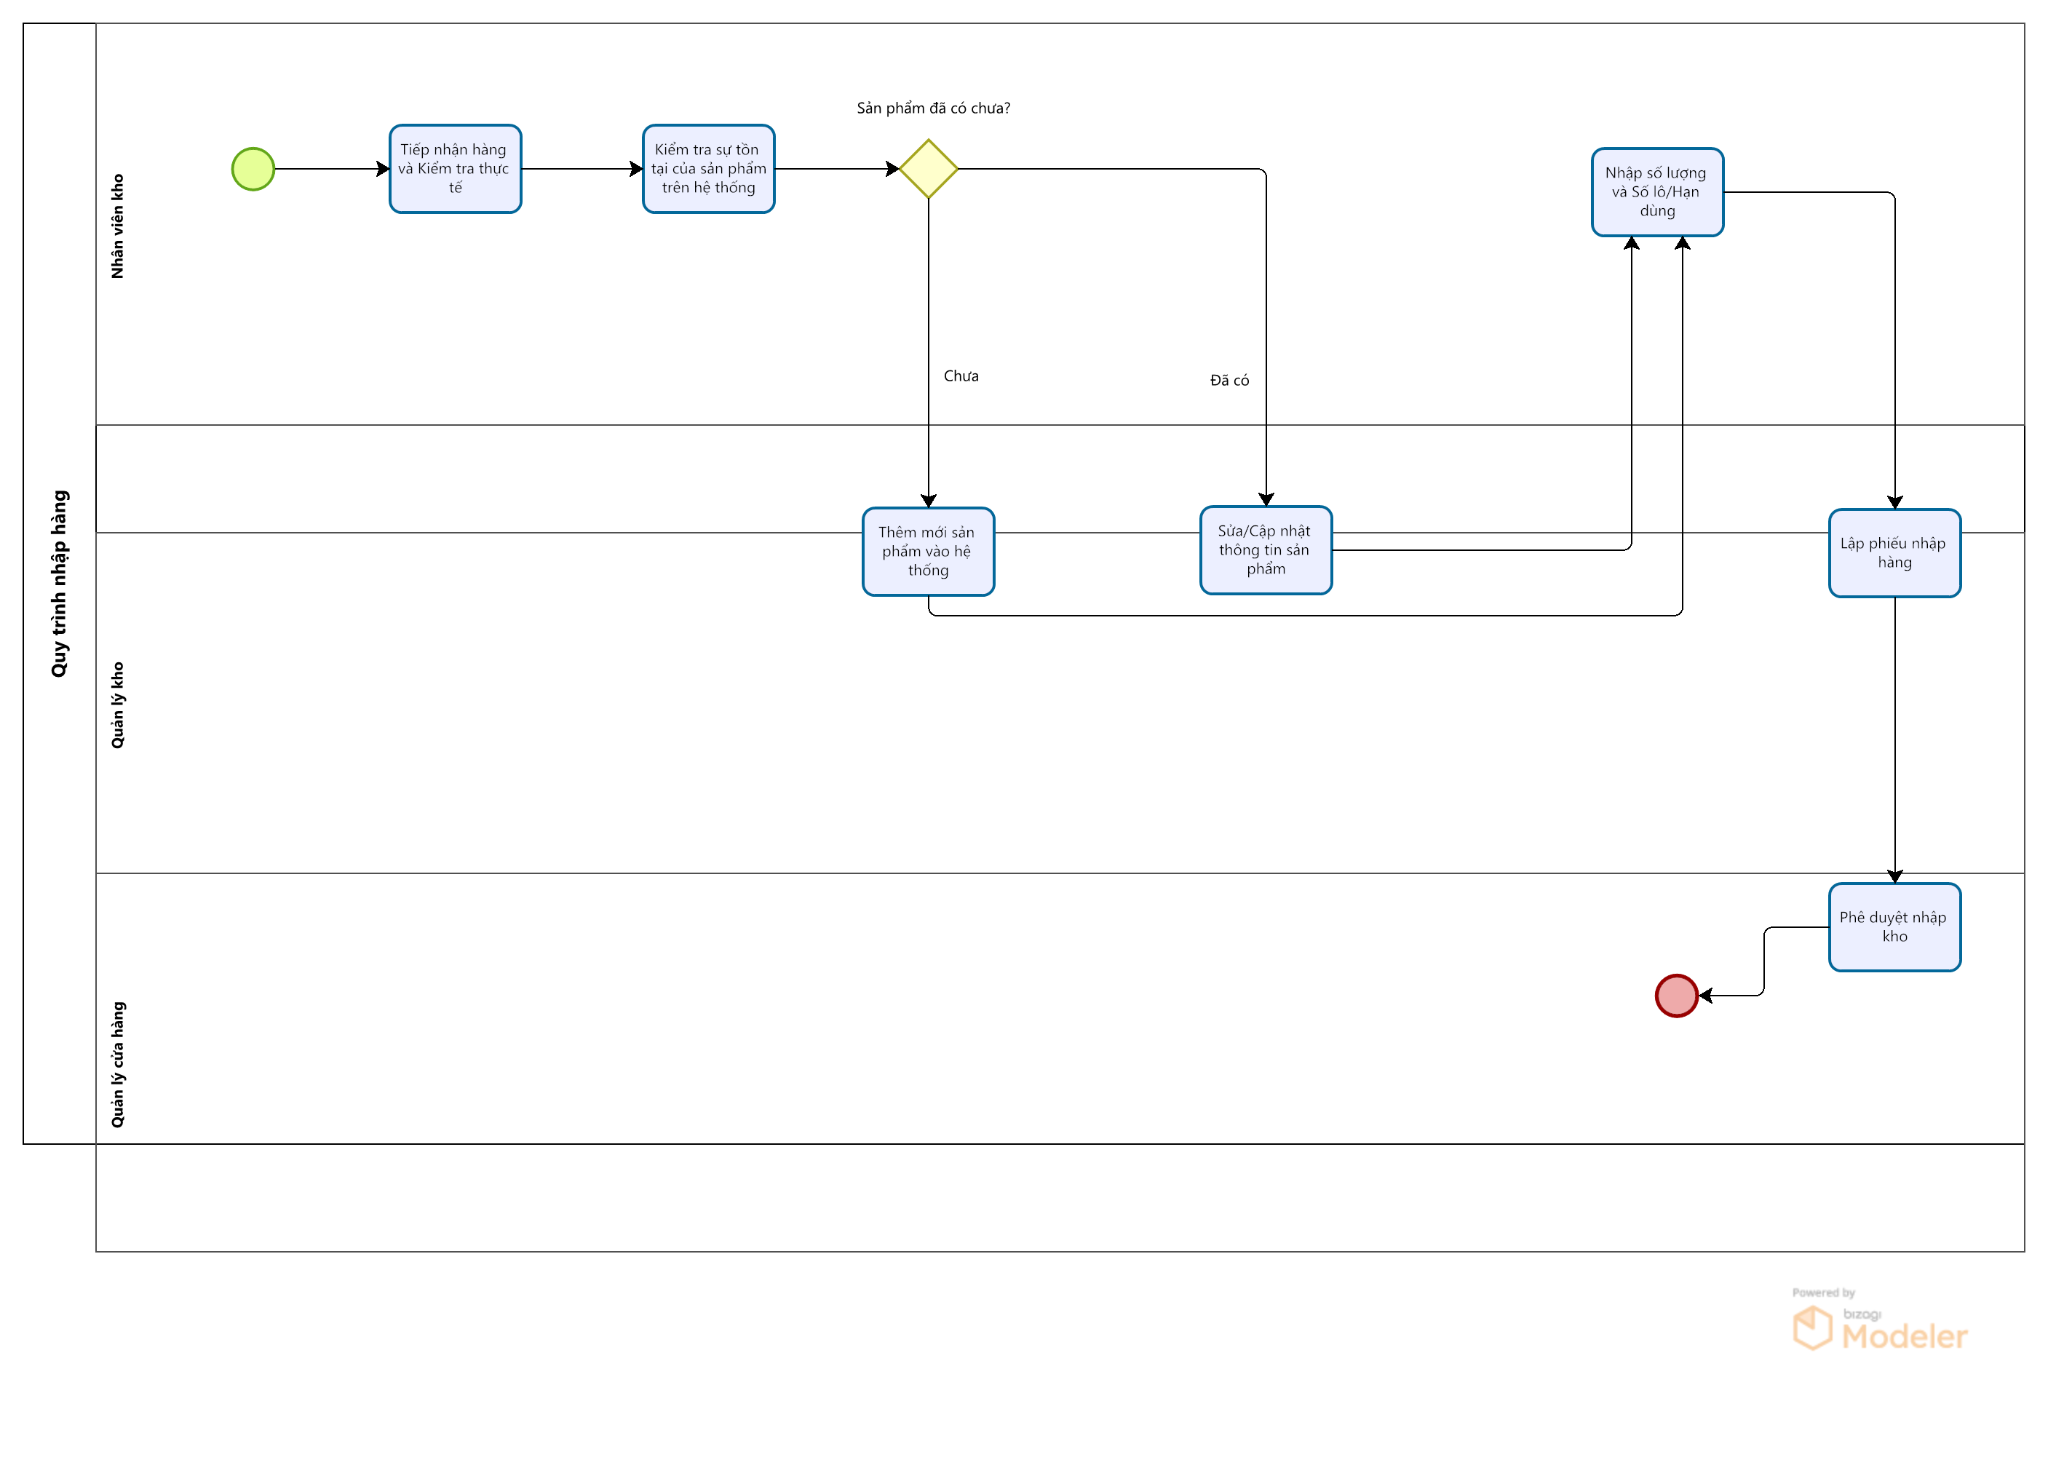 Quy trình nhập hàng
Nhân viên kho
Sản phẩm đã có chưa?
Tiếp nhận hàng
và Kiểm tra thực
tế
Kiểm tra sự tồn
tại của sản phẩm
trên hệ thống
Nhập số lượng
và Số lô/Hạn
dùng
Chưa
Đã có
Quản lý kho
Thêm mới sản
phẩm vào hệ
thống
Sửa/Cập nhật
thông tin sản
phẩm
Lập phiếu nhập
hàng
Quản lý cửa hàng
Phê duyệt nhập
kho
Powered by
bizagi
Modeler